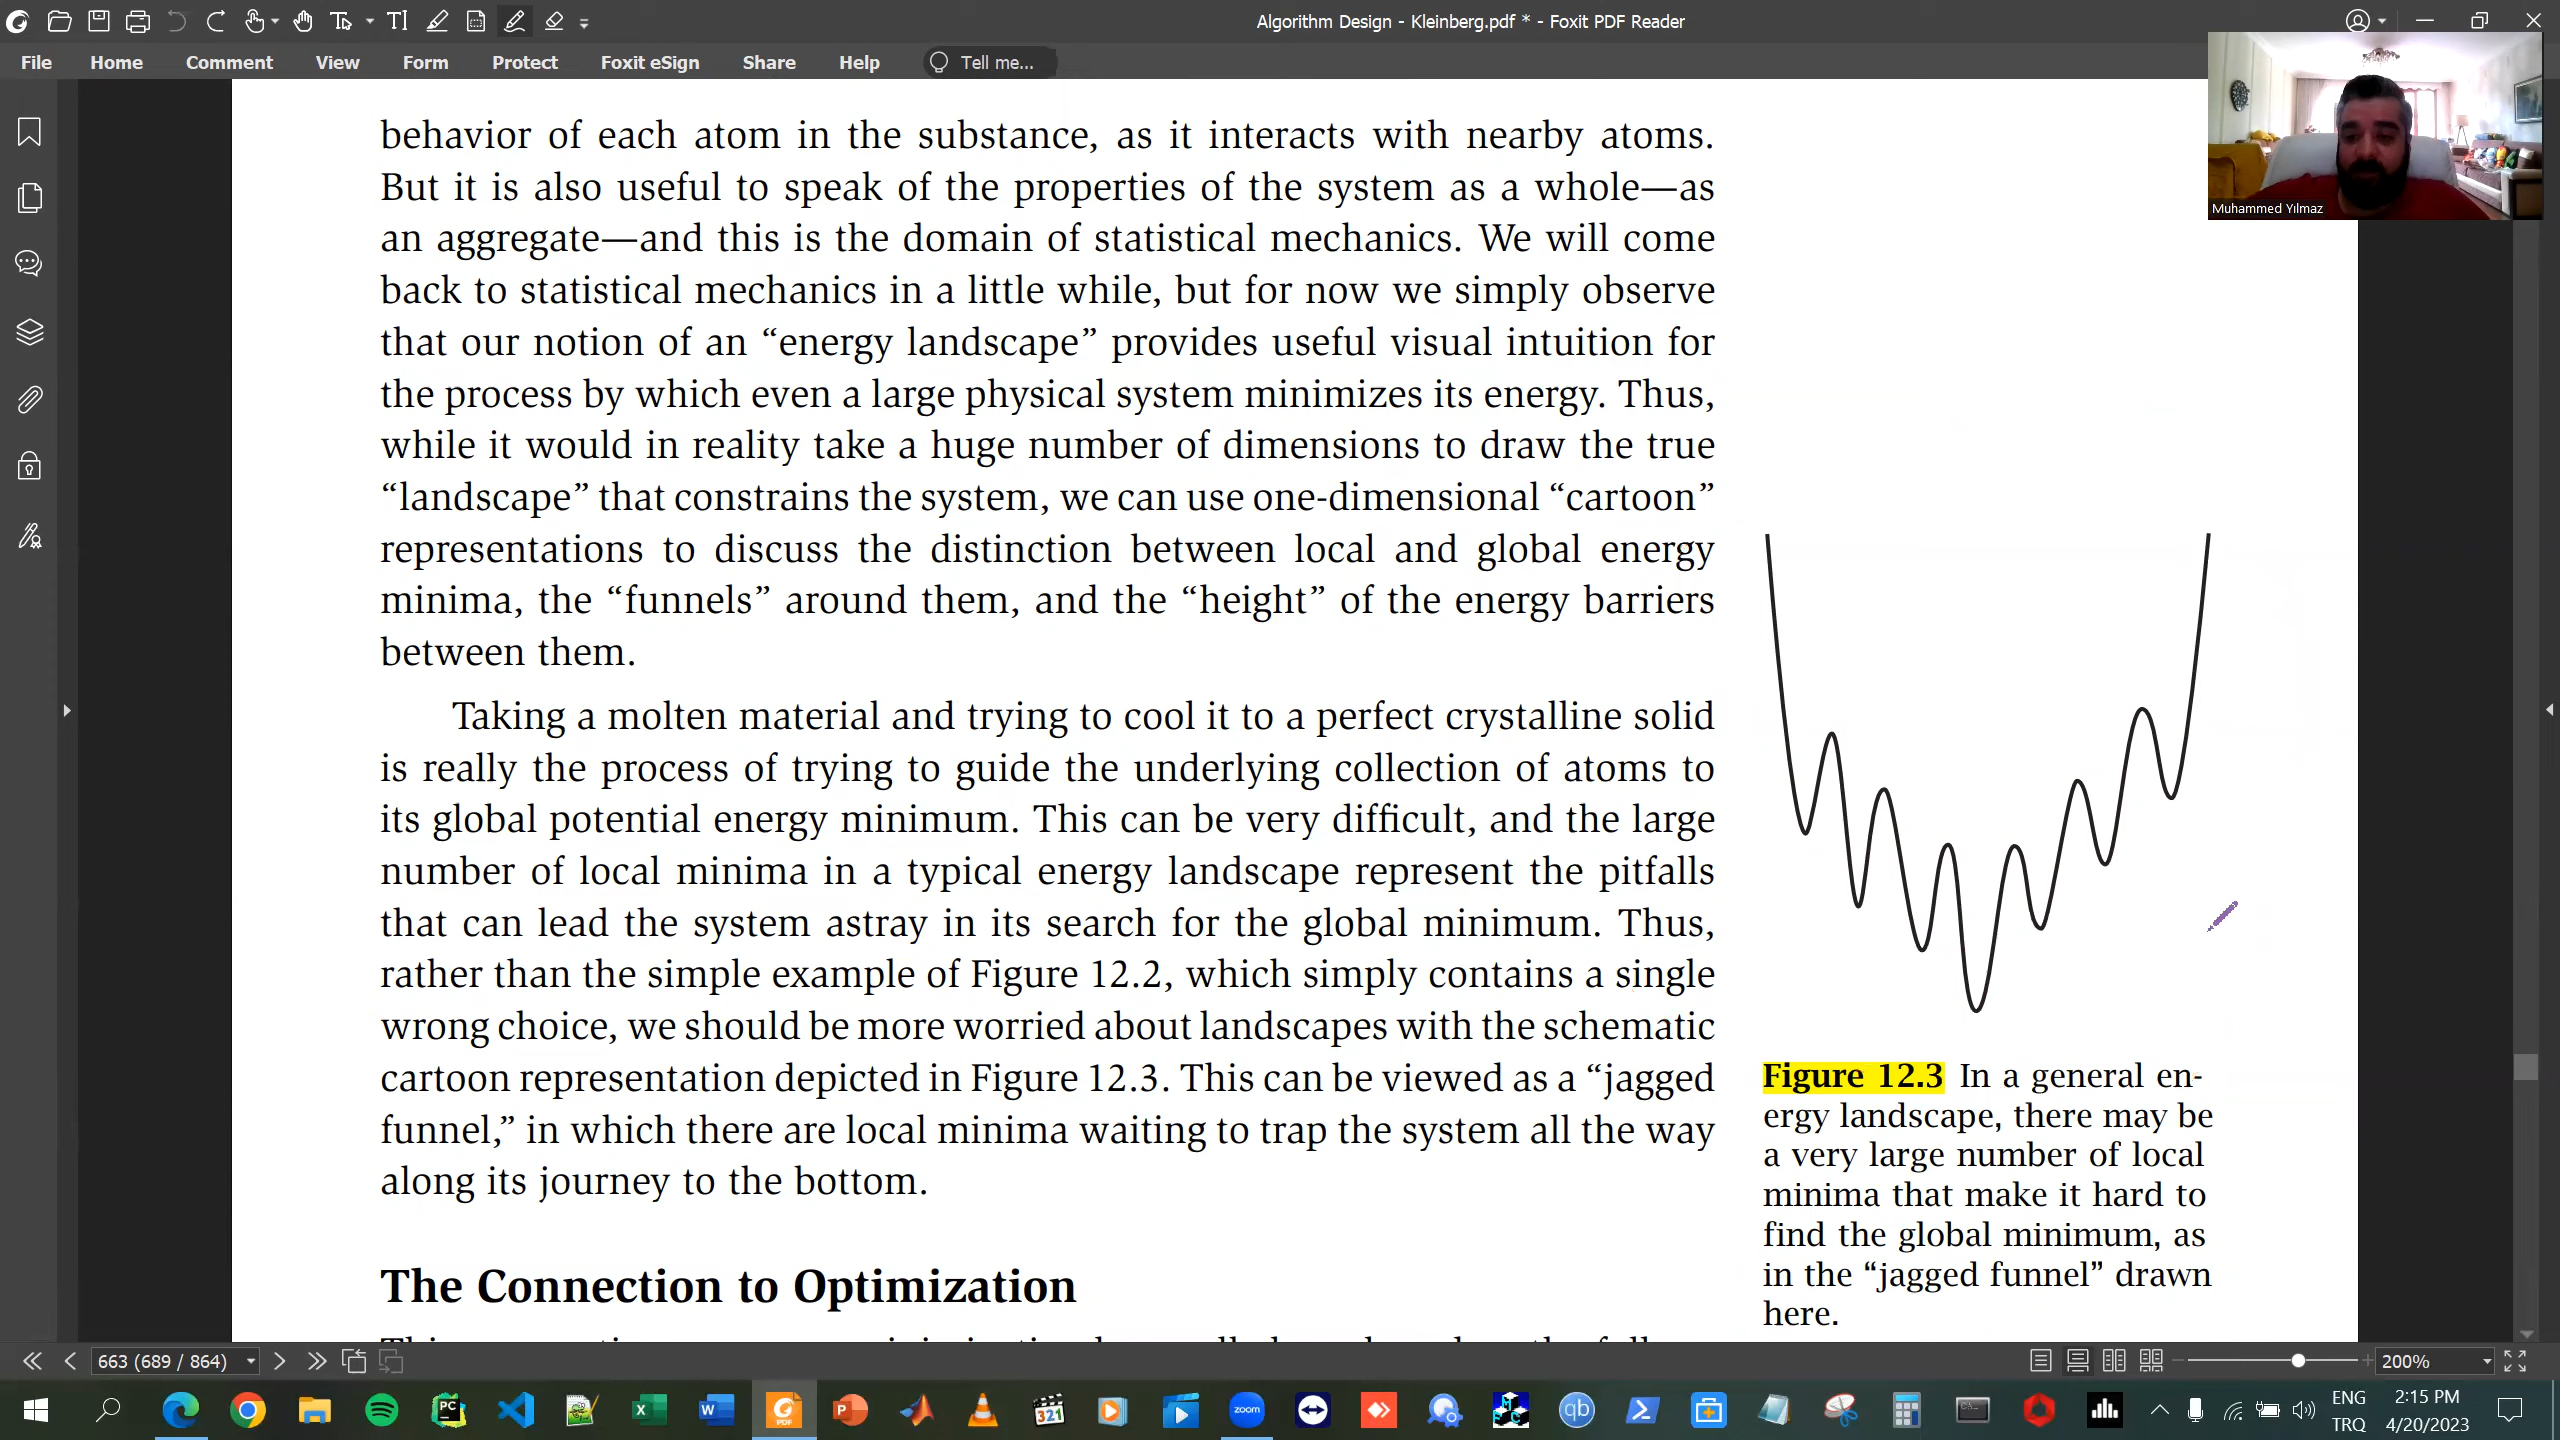 Algorithm Design - Kleinberg.pdf * - Foxit PDF Reader
File Home Comment View Form Protect Foxit eSign Share Help Tell me...
Muhammed Yılmaz
behavior of each atom in the substance, as it interacts with nearby atoms.
But it is also useful to speak of the properties of the system as a whole—as
an aggregate—and this is the domain of statistical mechanics. We will come
back to statistical mechanics in a little while, but for now we simply observe
that our notion of an “energy landscape” provides useful visual intuition for
the process by which even a large physical system minimizes its energy. Thus,
while it would in reality take a huge number of dimensions to draw the true
“landscape” that constrains the system, we can use one-dimensional “cartoon”
representations to discuss the distinction between local and global energy
minima, the “funnels” around them, and the “height” of the energy barriers
between them.
Taking a molten material and trying to cool it to a perfect crystalline solid
is really the process of trying to guide the underlying collection of atoms to
its global potential energy minimum. This can be very difficult, and the large
number of local minima in a typical energy landscape represent the pitfalls
that can lead the system astray in its search for the global minimum. Thus,
rather than the simple example of Figure 12.2, which simply contains a single
wrong choice, we should be more worried about landscapes with the schematic
cartoon representation depicted in Figure 12.3. This can be viewed as a “jagged
funnel,” in which there are local minima waiting to trap the system all the way
along its journey to the bottom.
The Connection to Optimization
Figure 12.3 In a general en-
ergy landscape, there may be
a very large number of local
minima that make it hard to
find the global minimum, as
in the “jagged funnel” drawn
here.
663 (689 / 864)
200%
zoom
321
qb
ENG
TRQ
2:15 PM
4/20/2023